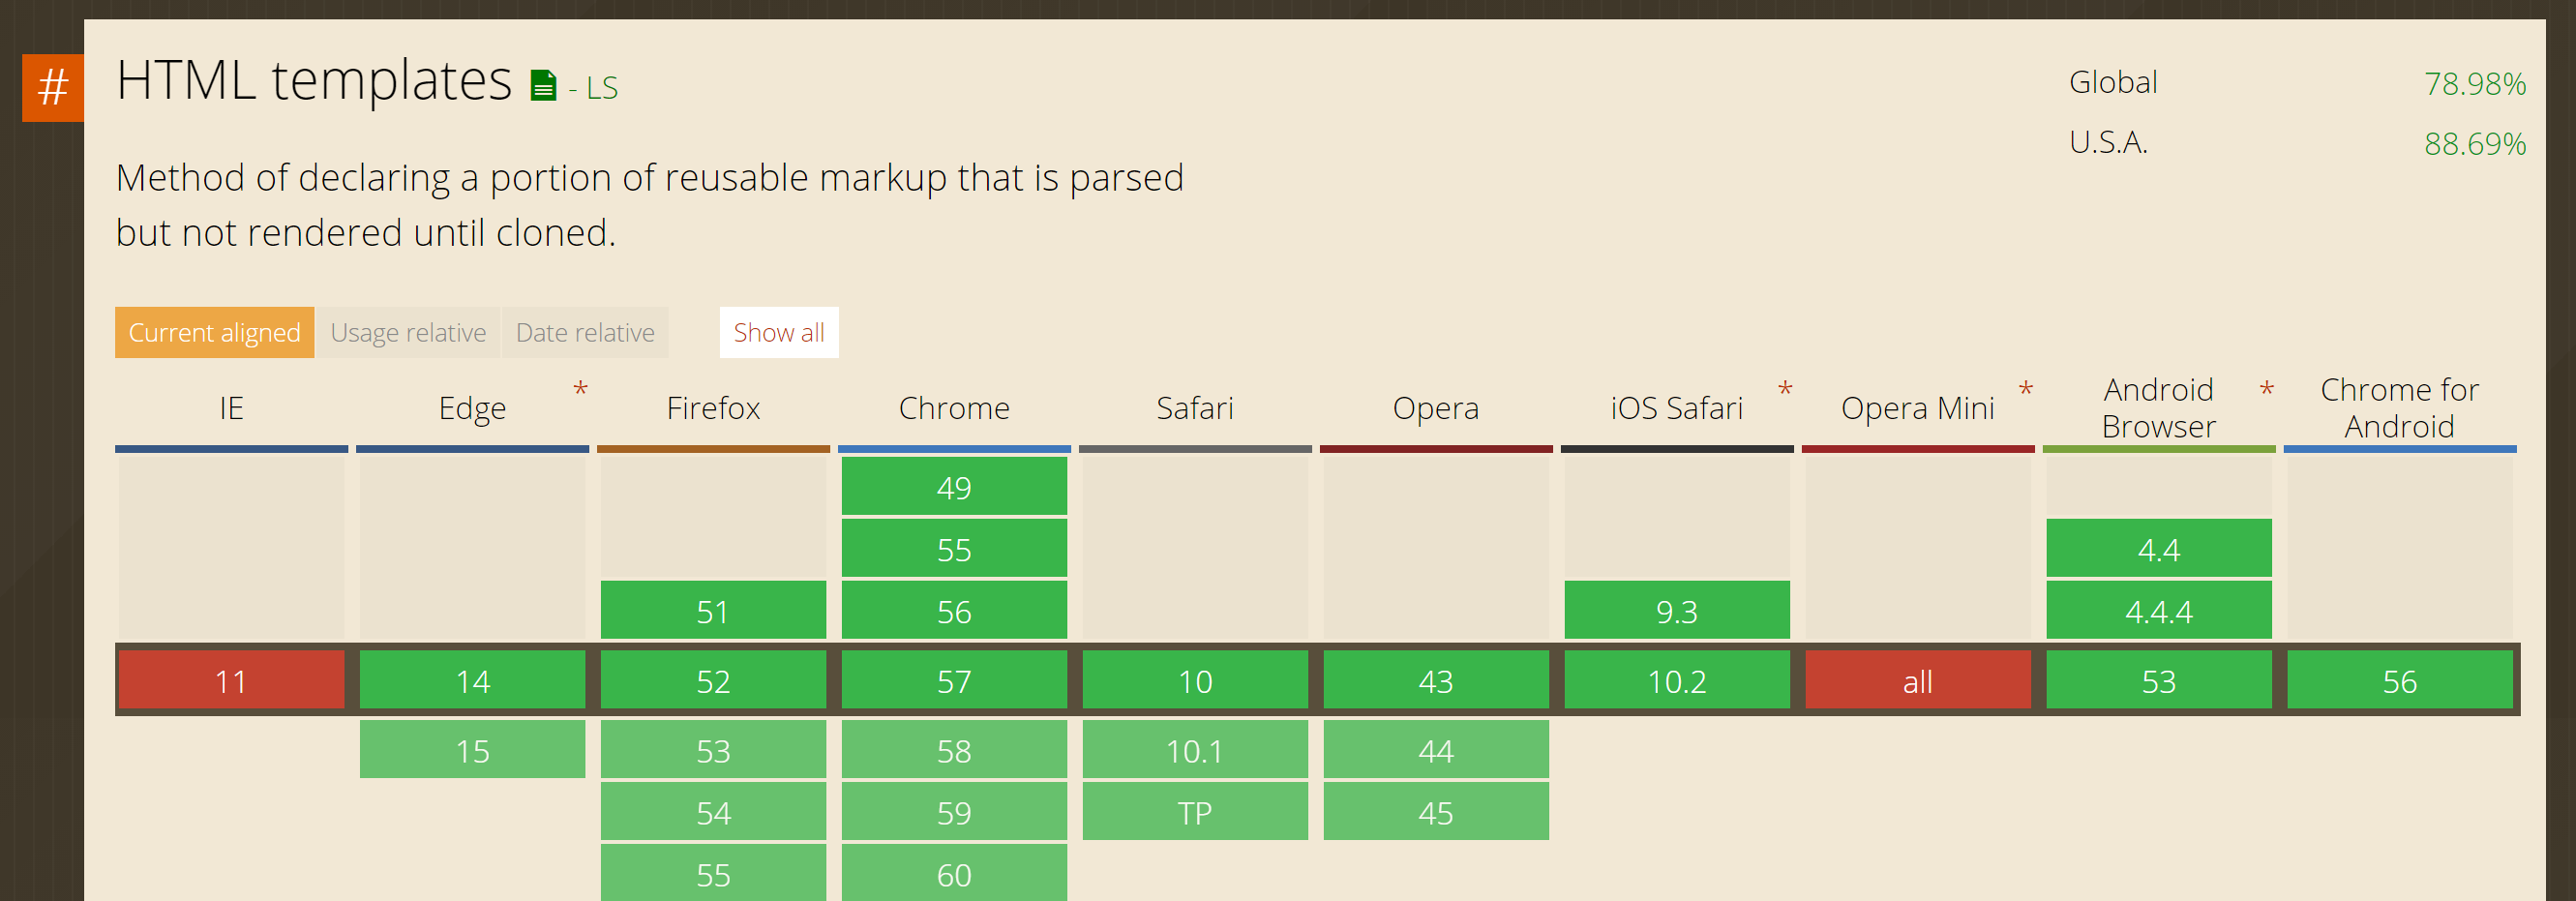 #
HTML templates - LS
Global 78.98%
U.S.A. 88.69%
Method of declaring a portion of reusable markup that is parsed
but not rendered until cloned.
Current aligned Usage relative Date relative Show all
IE Edge * Firefox Chrome Safari Opera iOS Safari * Opera Mini * Android Browser * Chrome for Android
49
55 4.4
51 56 9.3 4.4.4
11 14 52 57 10 43 10.2 all 53 56
15 53 58 10.1 44
54 59 TP 45
55 60